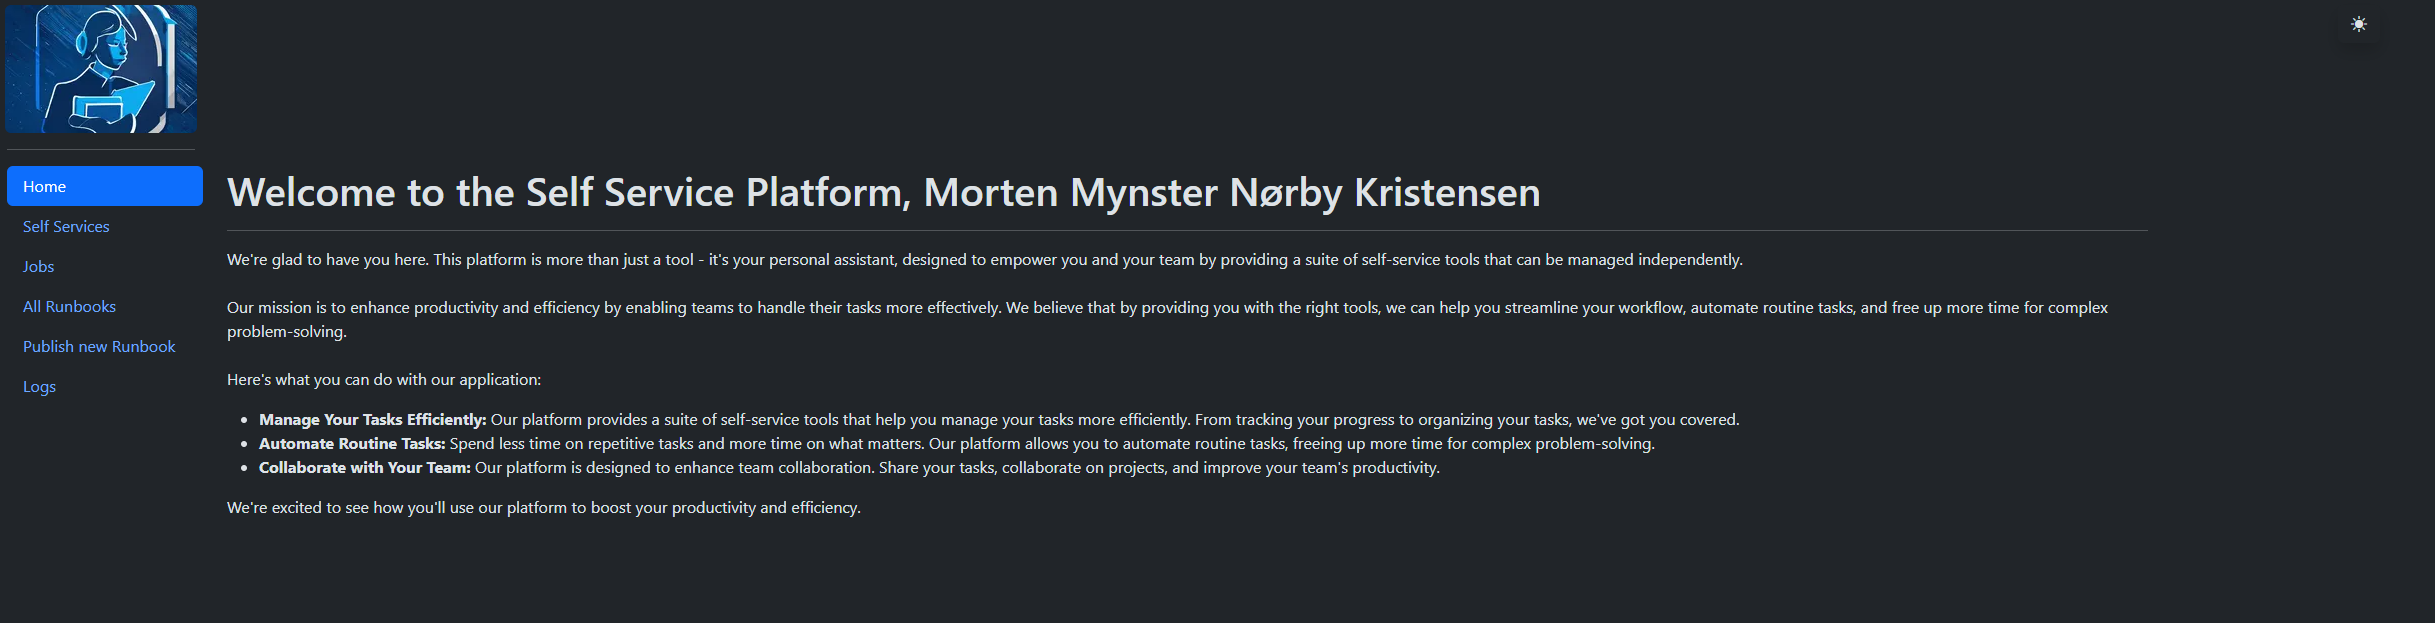 Home
Self Services
Jobs
All Runbooks
Publish new Runbook
Logs
Welcome to the Self Service Platform, Morten Mynster Nørby Kristensen
We're glad to have you here. This platform is more than just a tool - it's your personal assistant, designed to empower you and your team by providing a suite of self-service tools that can be managed independently.
Our mission is to enhance productivity and efficiency by enabling teams to handle their tasks more effectively. We believe that by providing you with the right tools, we can help you streamline your workflow, automate routine tasks, and free up more time for complex
problem-solving.
Here's what you can do with our application:
• Manage Your Tasks Efficiently: Our platform provides a suite of self-service tools that help you manage your tasks more efficiently. From tracking your progress to organizing your tasks, we've got you covered.
• Automate Routine Tasks: Spend less time on repetitive tasks and more time on what matters. Our platform allows you to automate routine tasks, freeing up more time for complex problem-solving.
• Collaborate with Your Team: Our platform is designed to enhance team collaboration. Share your tasks, collaborate on projects, and improve your team's productivity.
We're excited to see how you'll use our platform to boost your productivity and efficiency.